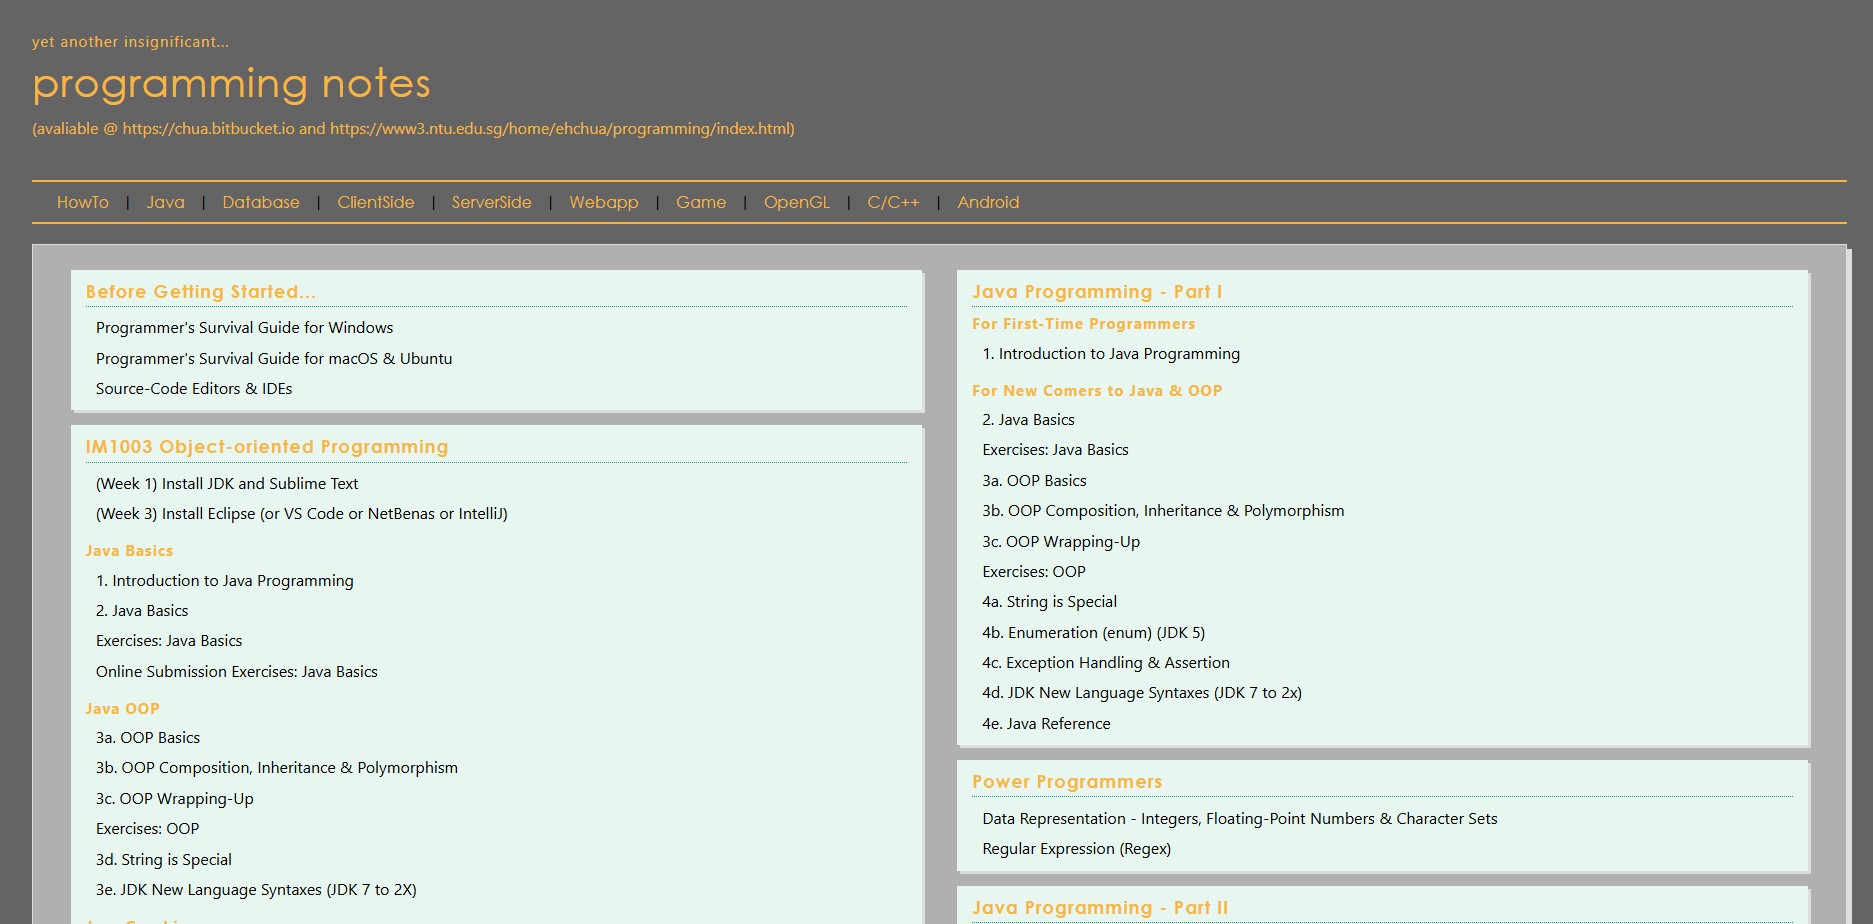 yet another insignificant...
programming notes
(avaliable @ https://chua.bitbucket.io and https://www3.ntu.edu.sg/home/ehchua/programming/index.html)
HowTo | Java | Database | ClientSide | ServerSide | Webapp | Game | OpenGL | C/C++ | Android
Before Getting Started...
Programmer's Survival Guide for Windows
Programmer's Survival Guide for macOS & Ubuntu
Source-Code Editors & IDEs
IM1003 Object-oriented Programming
(Week 1) Install JDK and Sublime Text
(Week 3) Install Eclipse (or VS Code or NetBenas or IntelliJ)
Java Basics
1. Introduction to Java Programming
2. Java Basics
Exercises: Java Basics
Online Submission Exercises: Java Basics
Java OOP
3a. OOP Basics
3b. OOP Composition, Inheritance & Polymorphism
3c. OOP Wrapping-Up
Exercises: OOP
3d. String is Special
3e. JDK New Language Syntaxes (JDK 7 to 2X)
Java Programming - Part I
For First-Time Programmers
1. Introduction to Java Programming
For New Comers to Java & OOP
2. Java Basics
Exercises: Java Basics
3a. OOP Basics
3b. OOP Composition, Inheritance & Polymorphism
3c. OOP Wrapping-Up
Exercises: OOP
4a. String is Special
4b. Enumeration (enum) (JDK 5)
4c. Exception Handling & Assertion
4d. JDK New Language Syntaxes (JDK 7 to 2x)
4e. Java Reference
Power Programmers
Data Representation - Integers, Floating-Point Numbers & Character Sets
Regular Expression (Regex)
Java Programming - Part II